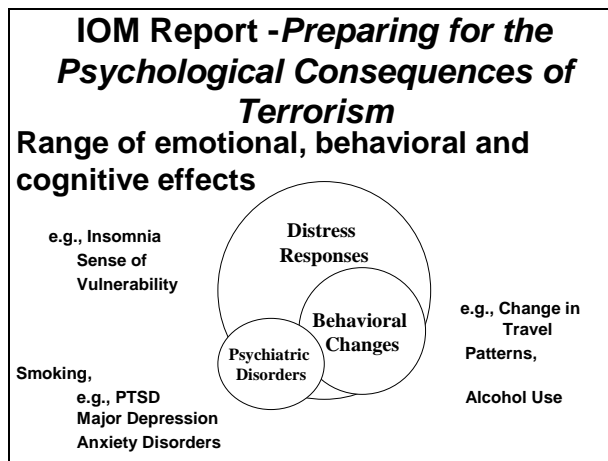 IOM Report -Preparing for the
Psychological Consequences of
Terrorism
Range of emotional, behavioral and
cognitive effects
e.g., Insomnia
Sense of
Vulnerability
Distress
Responses
Behavioral
Changes
Psychiatric
Disorders
e.g., Change in
Travel
Patterns,
Alcohol Use
Smoking,
e.g., PTSD
Major Depression
Anxiety Disorders